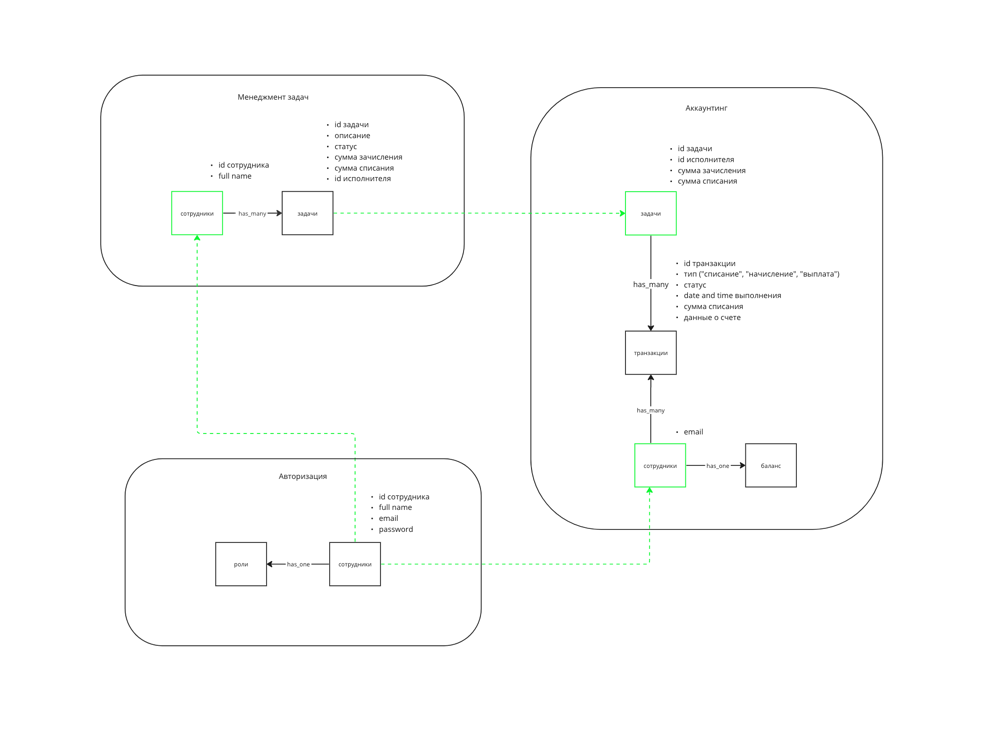 Менеджмент задач
• id задачи
• описание
• статус
• сумма зачисления
• сумма списания
• id исполнителя
• id сотрудника
• full name
сотрудники
has_many
задачи
Аккаунтинг
• id задачи
• id исполнителя
• сумма зачисления
• сумма списания
задачи
has_many
• id транзакции
• тип ("списание", "начисление", "выплата")
• статус
• date and time выполнения
• сумма списания
• данные о счете
транзакции
has_many
• email
сотрудники
has_one
баланс
Авторизация
• id сотрудника
• full name
• email
• password
роли
has_one
сотрудники